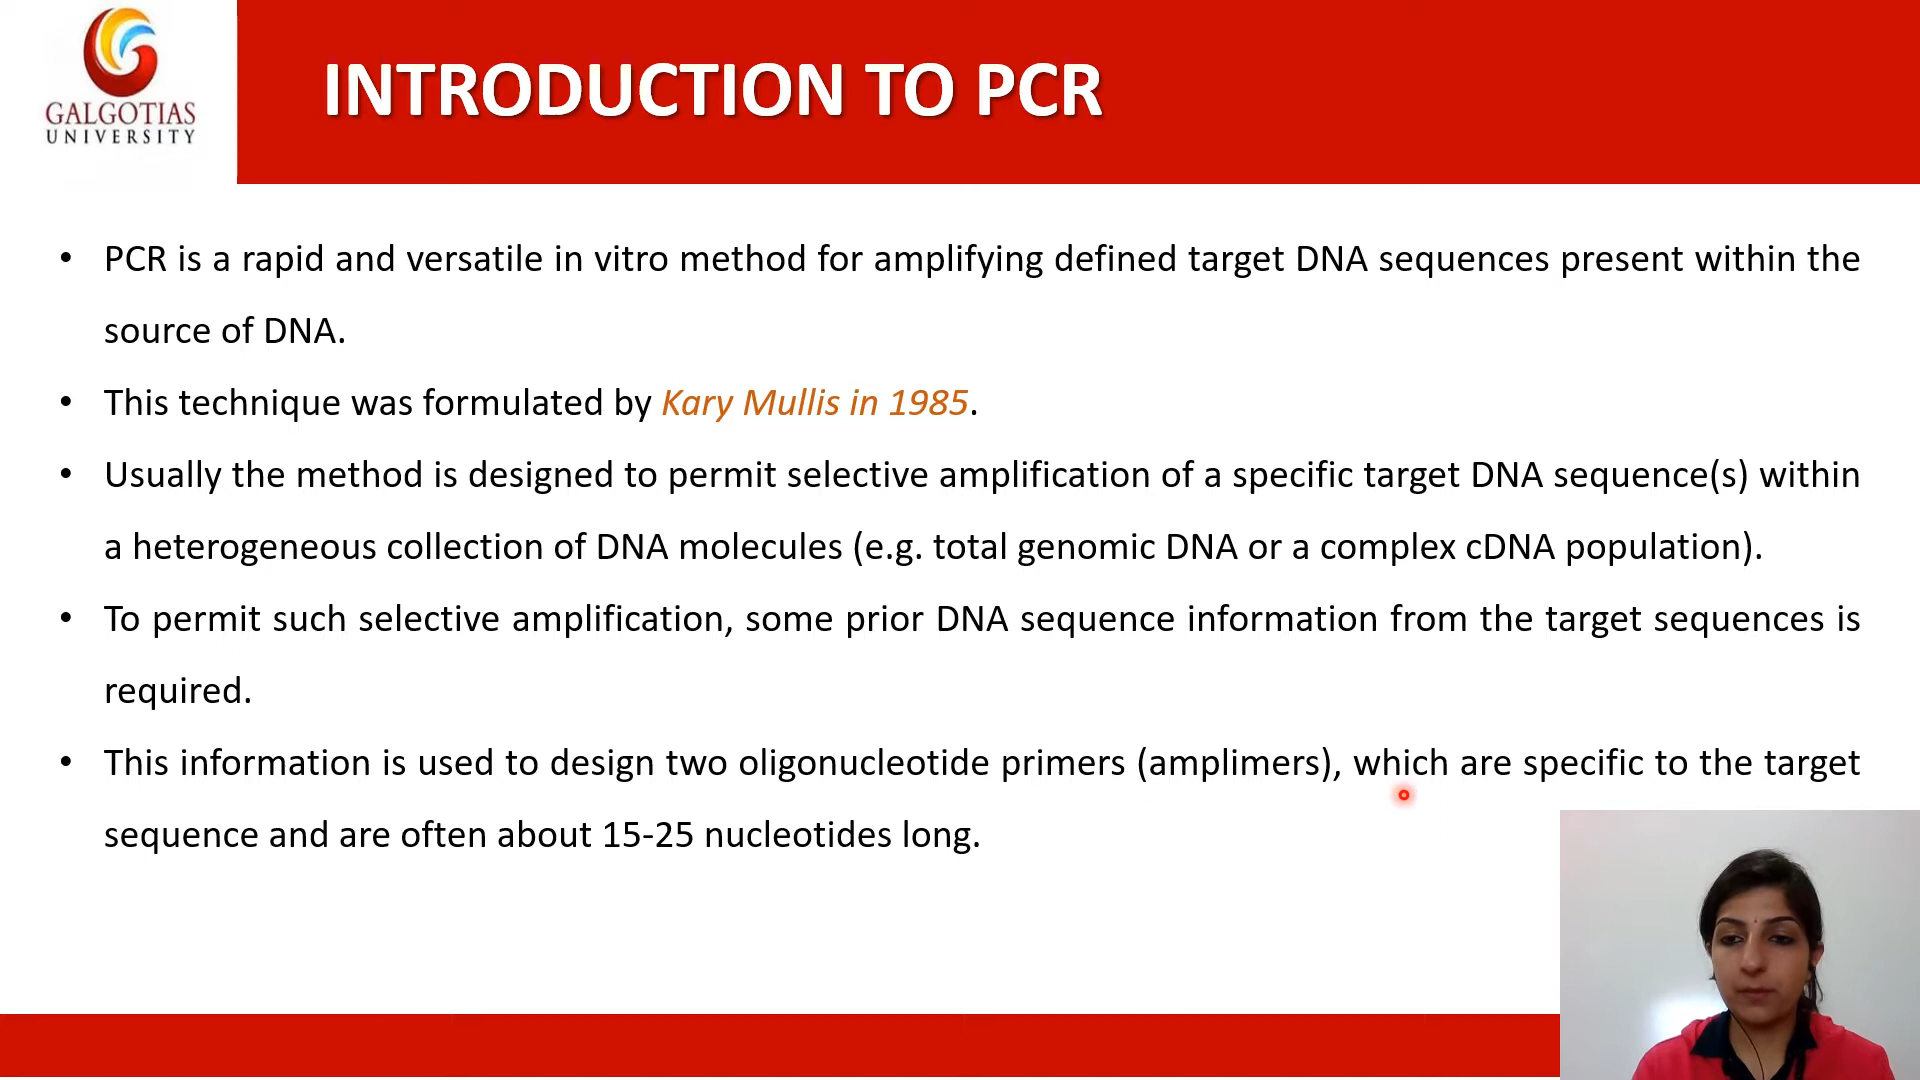 GALGOTIAS
UNIVERSITY
INTRODUCTION TO PCR
• PCR is a rapid and versatile in vitro method for amplifying defined target DNA sequences present within the
source of DNA.
• This technique was formulated by Kary Mullis in 1985.
• Usually the method is designed to permit selective amplification of a specific target DNA sequence(s) within
a heterogeneous collection of DNA molecules (e.g. total genomic DNA or a complex cDNA population).
• To permit such selective amplification, some prior DNA sequence information from the target sequences is
required.
• This information is used to design two oligonucleotide primers (amplimers), which are specific to the target
sequence and are often about 15-25 nucleotides long.